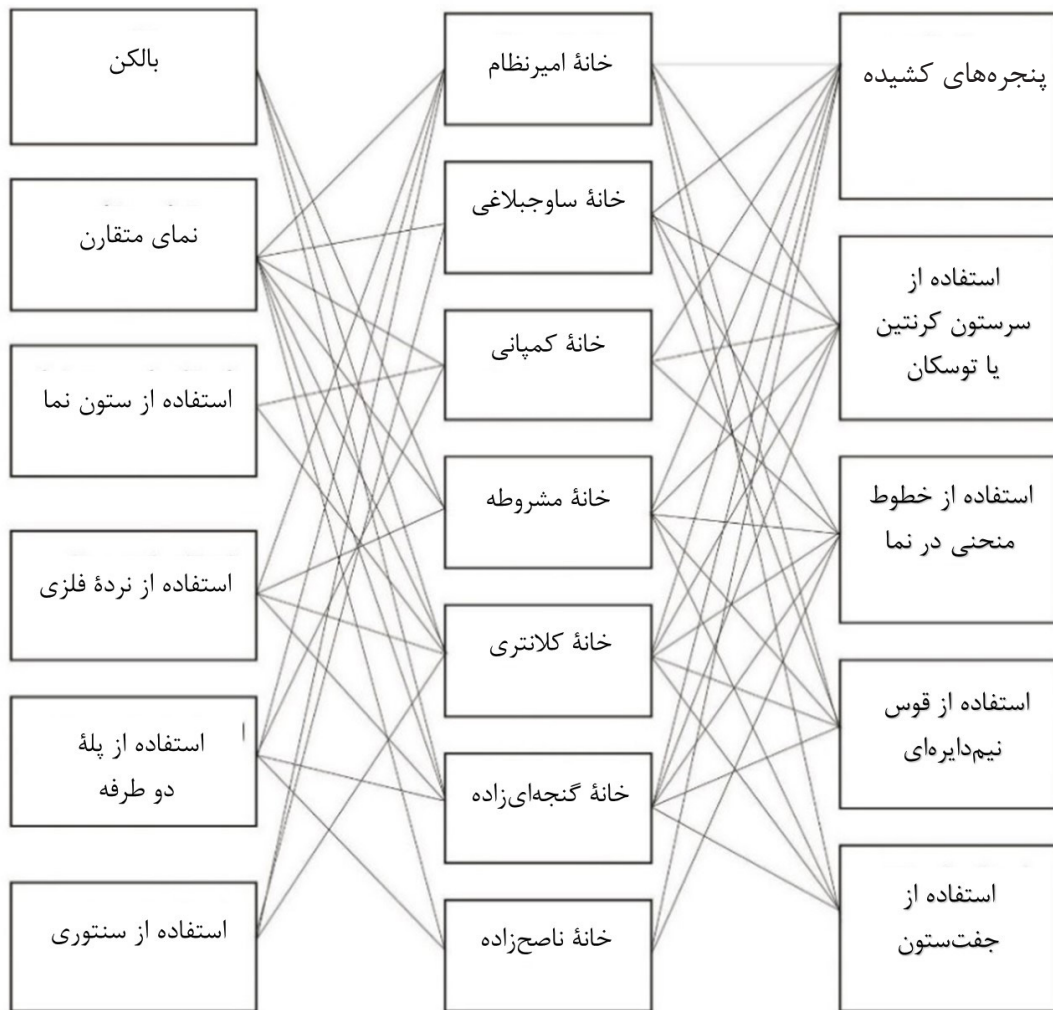 پنجره‌های کشیده
استفاده از
سرستون کرنتین
یا توسکان
استفاده از خطوط
منحنی در نما
استفاده از قوس
نیم‌دایره‌ای
استفاده از
جفت‌ستون
خانهٔ امیرنظام
خانهٔ ساوجبلاغی
خانهٔ کمپانی
خانهٔ مشروطه
خانهٔ کلانتری
خانهٔ گنجه‌ای‌زاده
خانهٔ ناصح‌زاده
بالکن
نمای متقارن
استفاده از ستون نما
استفاده از نردهٔ فلزی
استفاده از پلهٔ
دو طرفه
استفاده از سنتوری